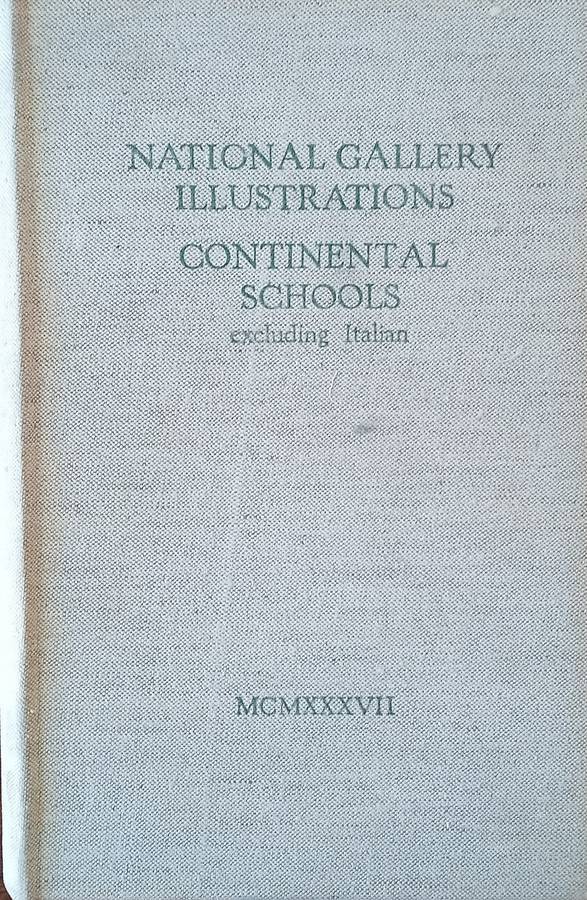 NATIONAL GALLERY
ILLUSTRATIONS
CONTINENTAL
SCHOOLS
excluding Italian
MCMXXXVII